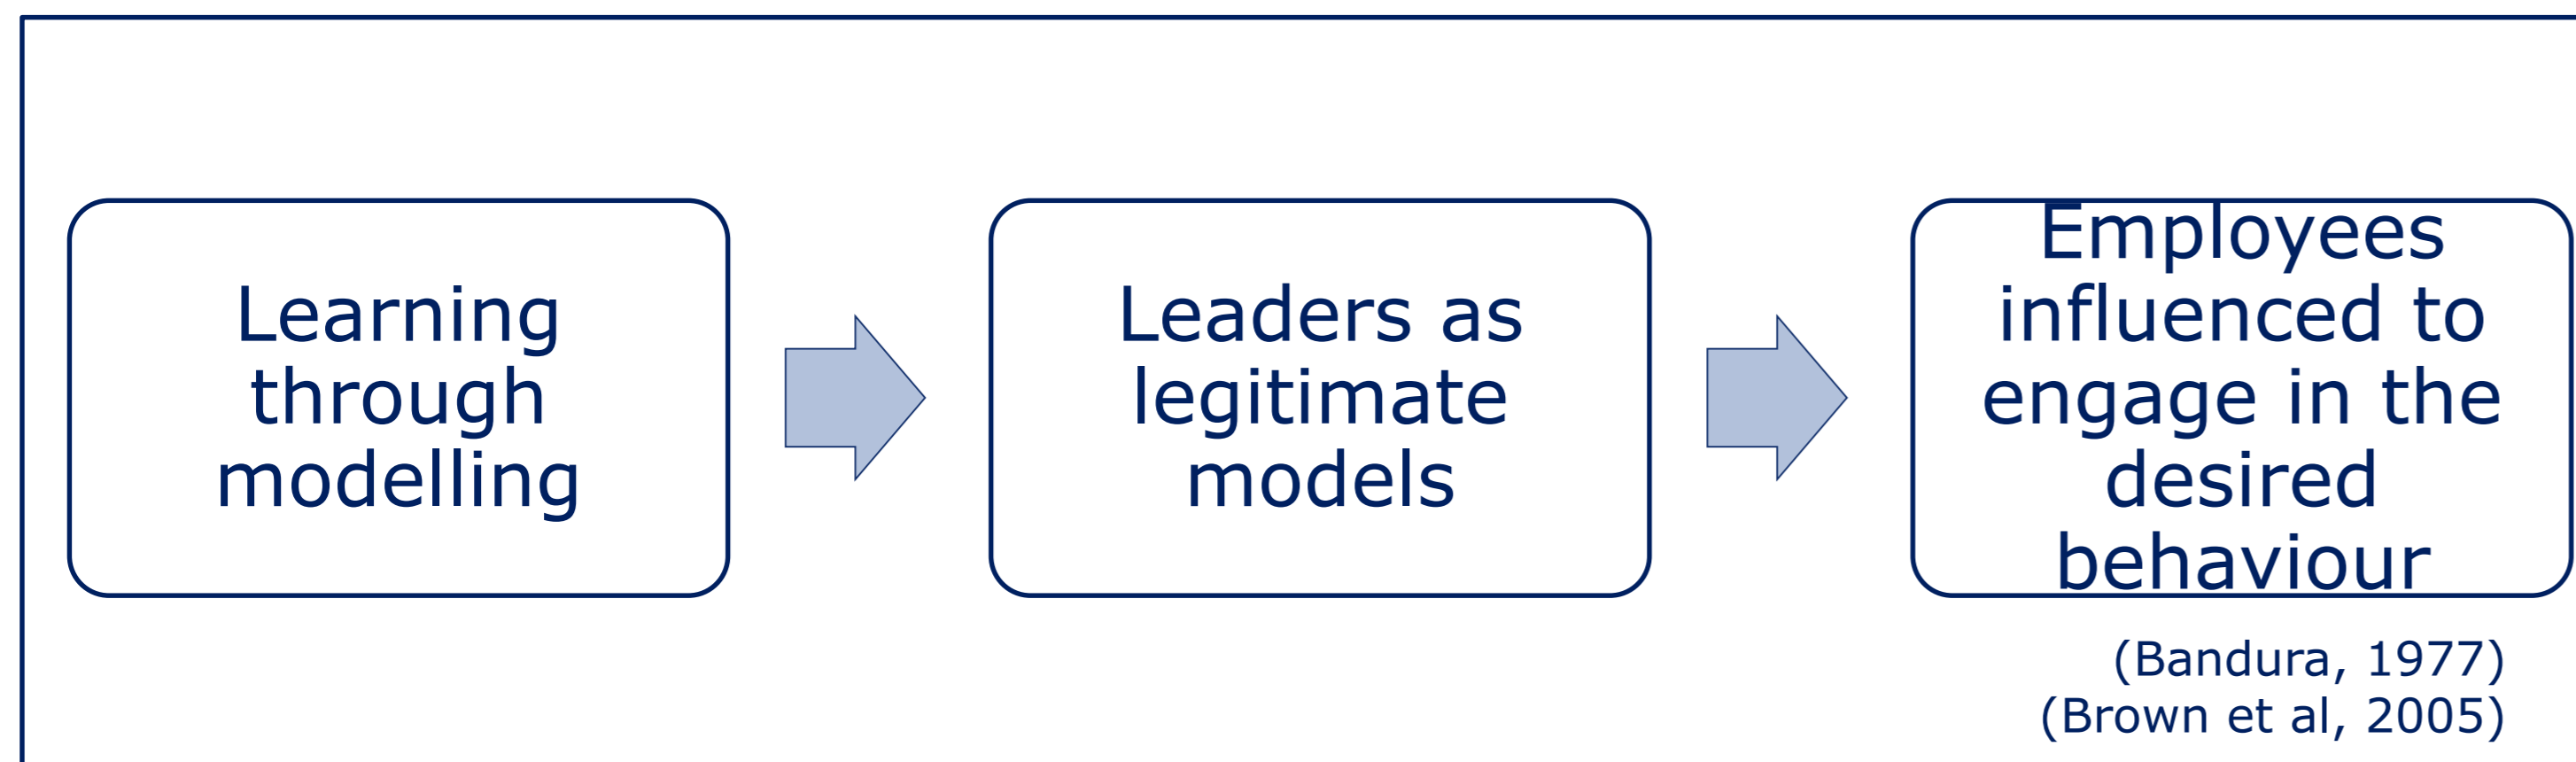 Learning
through
modelling
Leaders as
legitimate
models
Employees
influenced to
engage in the
desired
behaviour
(Bandura, 1977)
(Brown et al, 2005)